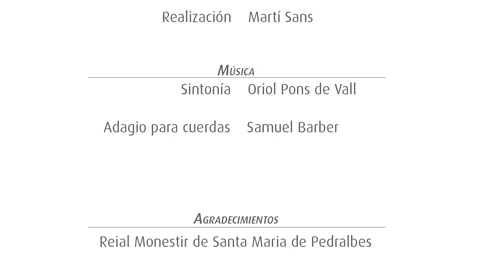 Realización Martí Sans
Música
Sintonía Oriol Pons de Vall
Adagio para cuerdas Samuel Barber
Agradecimientos
Reial Monestir de Santa Maria de Pedralbes